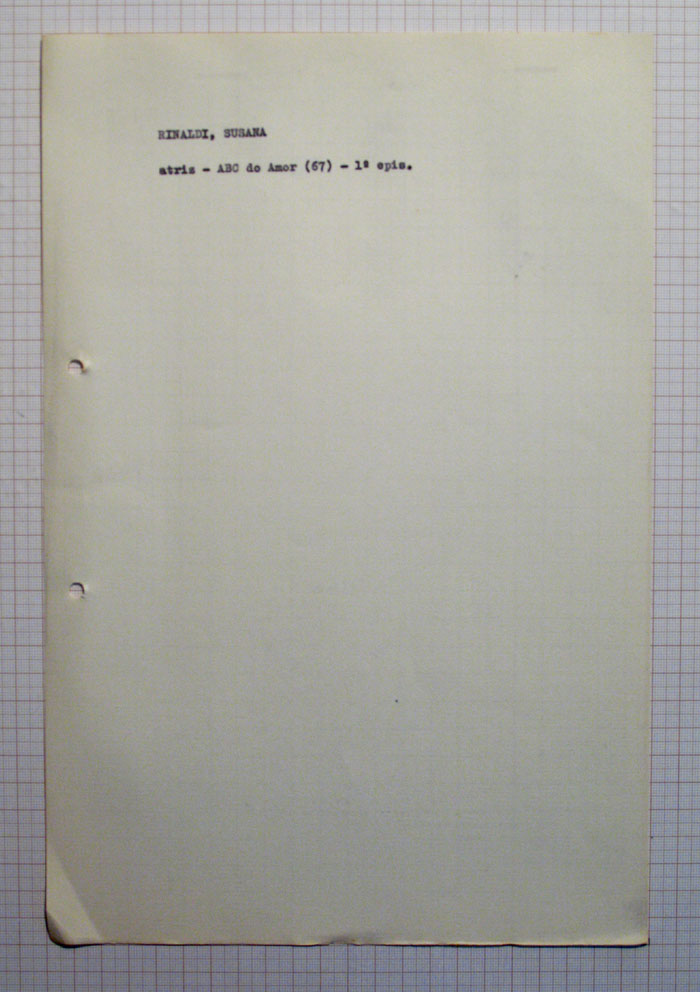 RINALDI, SUSANA
atriz - ABC do Amor (67) - 1º epis.